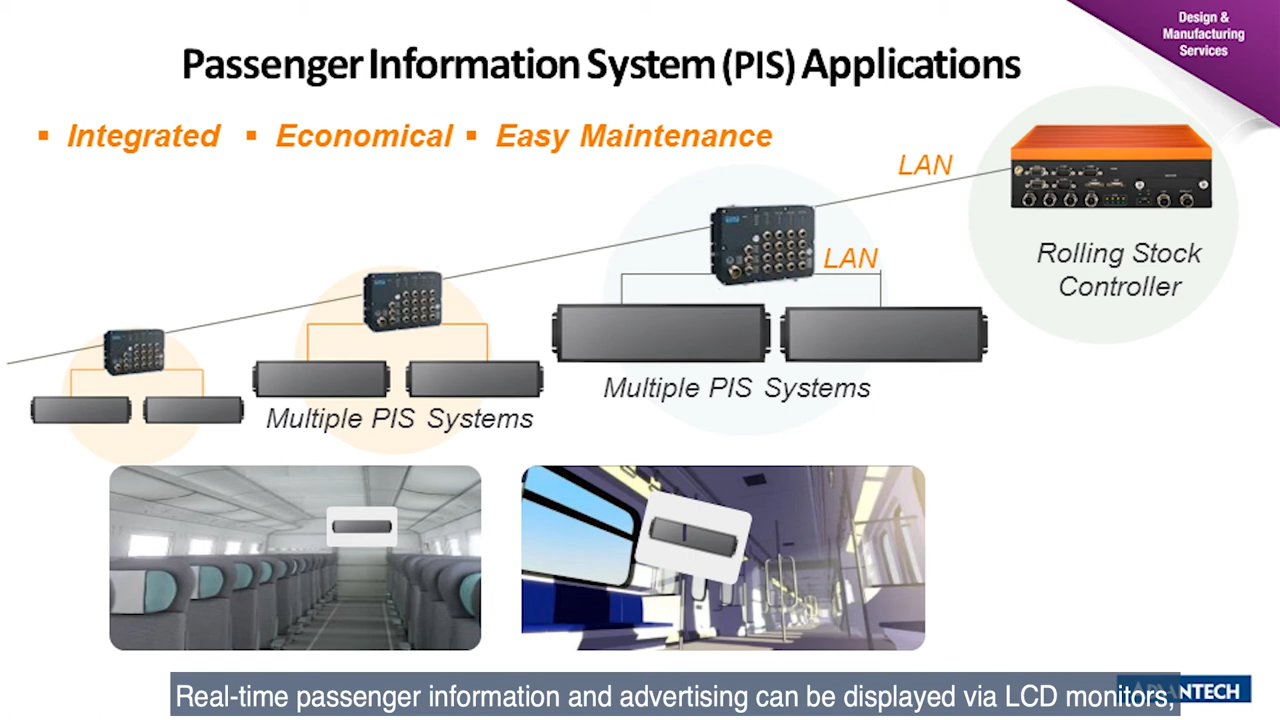 Design &
Manufacturing
Services
Passenger Information System (PIS) Applications
▪ Integrated ▪ Economical ▪ Easy Maintenance
LAN
LAN
Rolling Stock
Controller
Multiple PIS Systems
Multiple PIS Systems
Real-time passenger information and advertising can be displayed via LCD monitors,
ADVANTECH